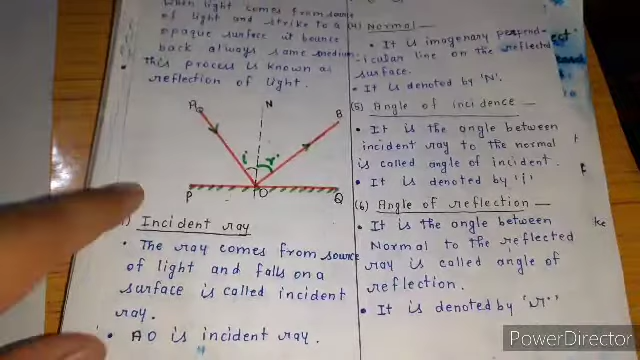 When light comes from source
of light and strike to a
opaque surface it bounce
back always same medium.
This process is known as
reflection of light.
A N B
i r
P O Q
Incident ray
• The ray comes from source
of light and falls on a
surface is called incident
ray.
• AO is incident ray.
(4) Normal —
• It is imagenary perpend-
-icular line on the reflected
surface.
• It is denoted by 'N'.
(5) Angle of incidence —
• It is the angle between
incident ray to the normal
is called angle of incident.
• It is denoted by 'i'
(6) Angle of reflection —
• It is the angle between
Normal to the reflected
ray is called angle of
reflection.
• It is denoted by 'r'
ke
PowerDirector